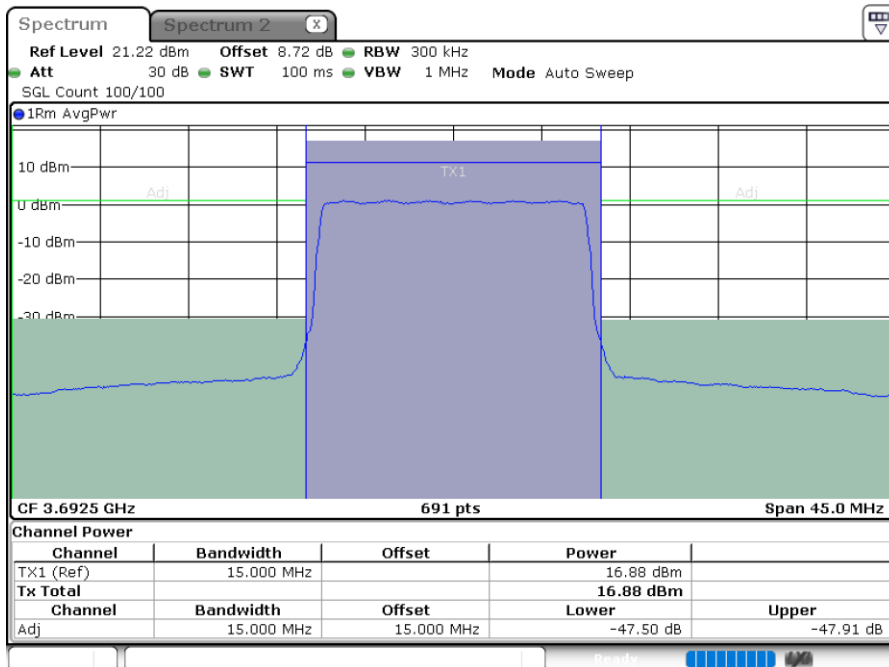 Spectrum Spectrum 2 X
Ref Level 21.22 dBm Offset 8.72 dB RBW 300 kHz
Att 30 dB SWT 100 ms VBW 1 MHz Mode Auto Sweep
SGL Count 100/100
1Rm AvgPwr
10 dBm
TX1
Adj Adj
0 dBm
-10 dBm
-20 dBm
-30 dBm
CF 3.6925 GHz 691 pts Span 45.0 MHz
Channel Power
Channel Bandwidth Offset Power
TX1 (Ref) 15.000 MHz 16.88 dBm
Tx Total 16.88 dBm
Channel Bandwidth Offset Lower Upper
Adj 15.000 MHz 15.000 MHz -47.50 dB -47.91 dB
Ready